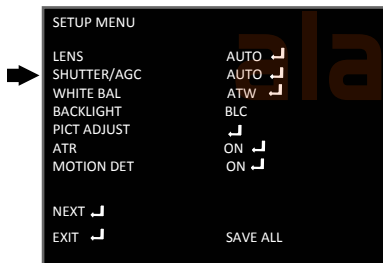 SETUP MENU
LENS AUTO ↵
SHUTTER/AGC AUTO ↵
WHITE BAL ATW ↵
BACKLIGHT BLC
PICT ADJUST ↵
ATR ON ↵
MOTION DET ON ↵
NEXT ↵
EXIT ↵ SAVE ALL
ala